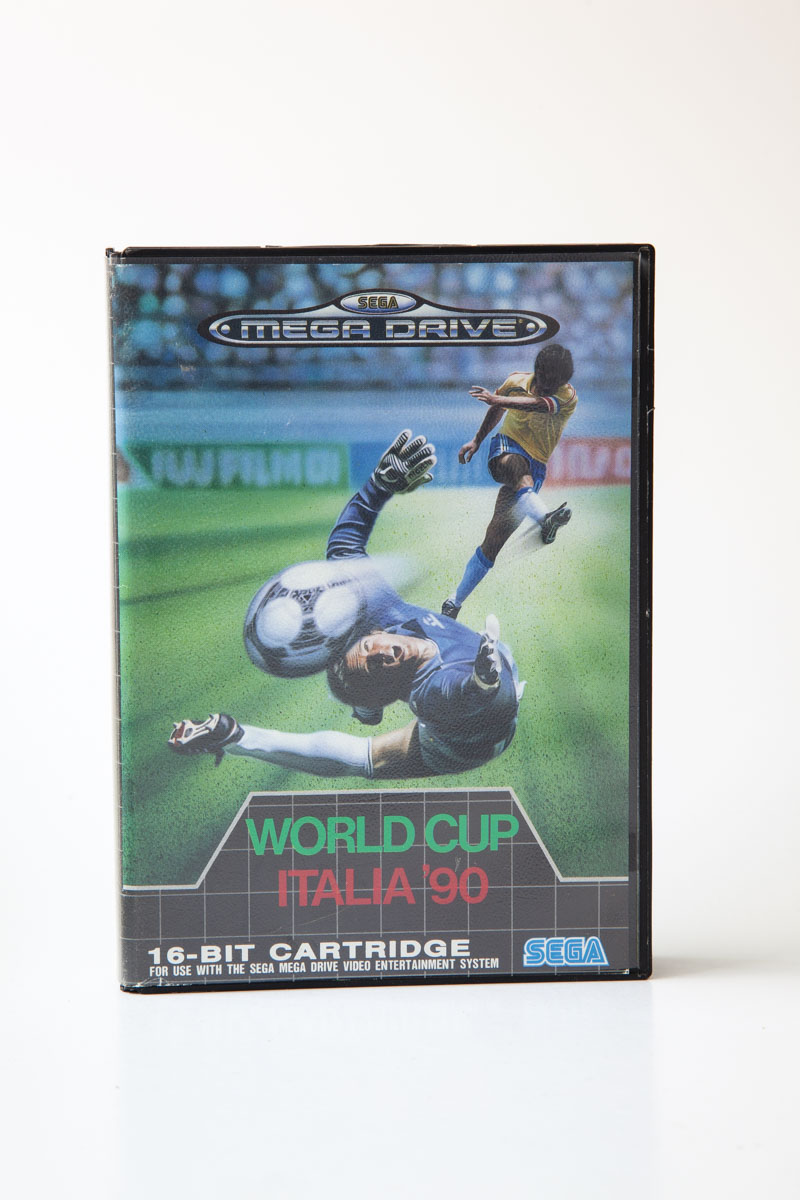 SEGA
MEGA DRIVE
WORLD CUP
ITALIA '90
16-BIT CARTRIDGE
FOR USE WITH THE SEGA MEGA DRIVE VIDEO ENTERTAINMENT SYSTEM
SEGA